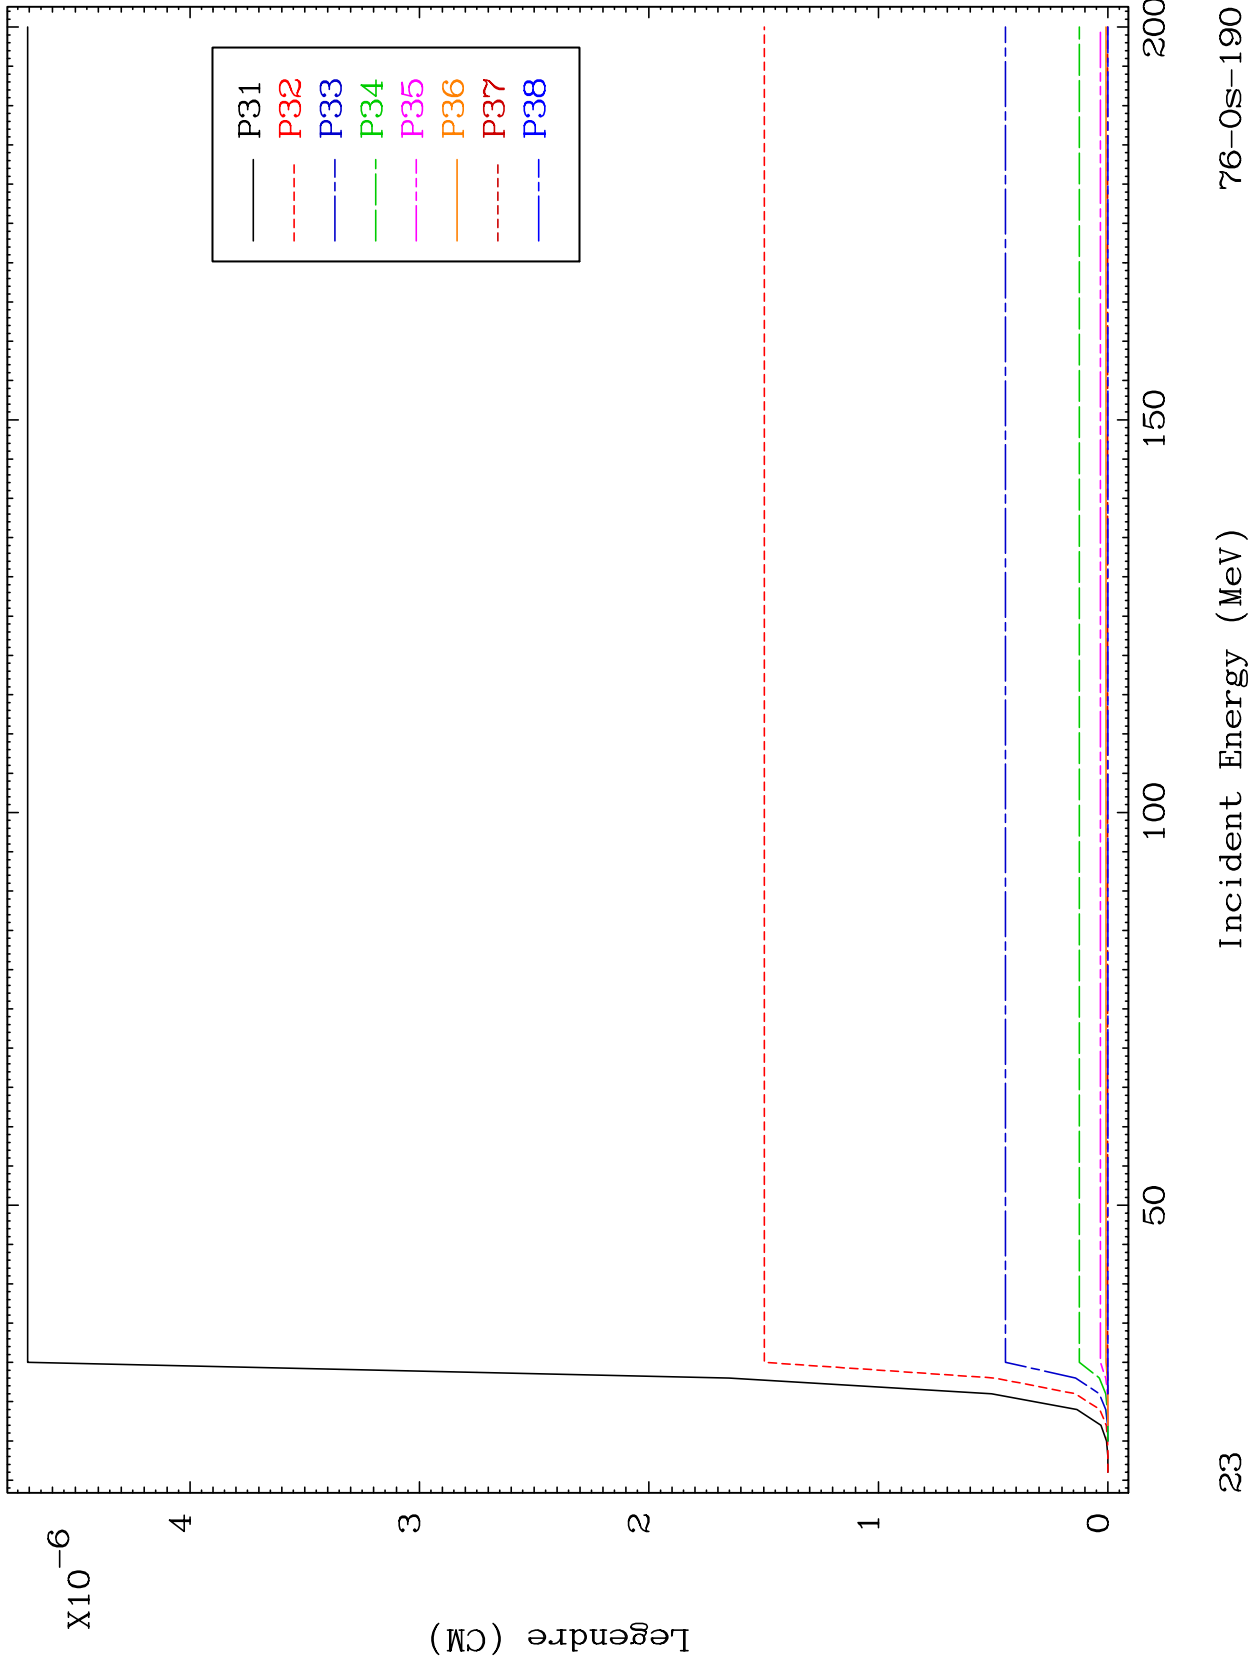 X10
-6
4
3
2
1
0
Legendre (CM)
P31
P32
P33
P34
P35
P36
P37
P38
50
100
150
200
23
Incident Energy (MeV)
76-Os-190